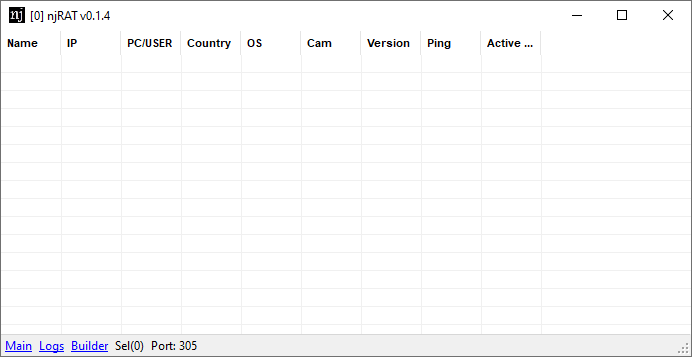 nj [0] njRAT v0.1.4
Name IP PC/USER Country OS Cam Version Ping Active ...
Main Logs Builder Sel(0) Port: 305